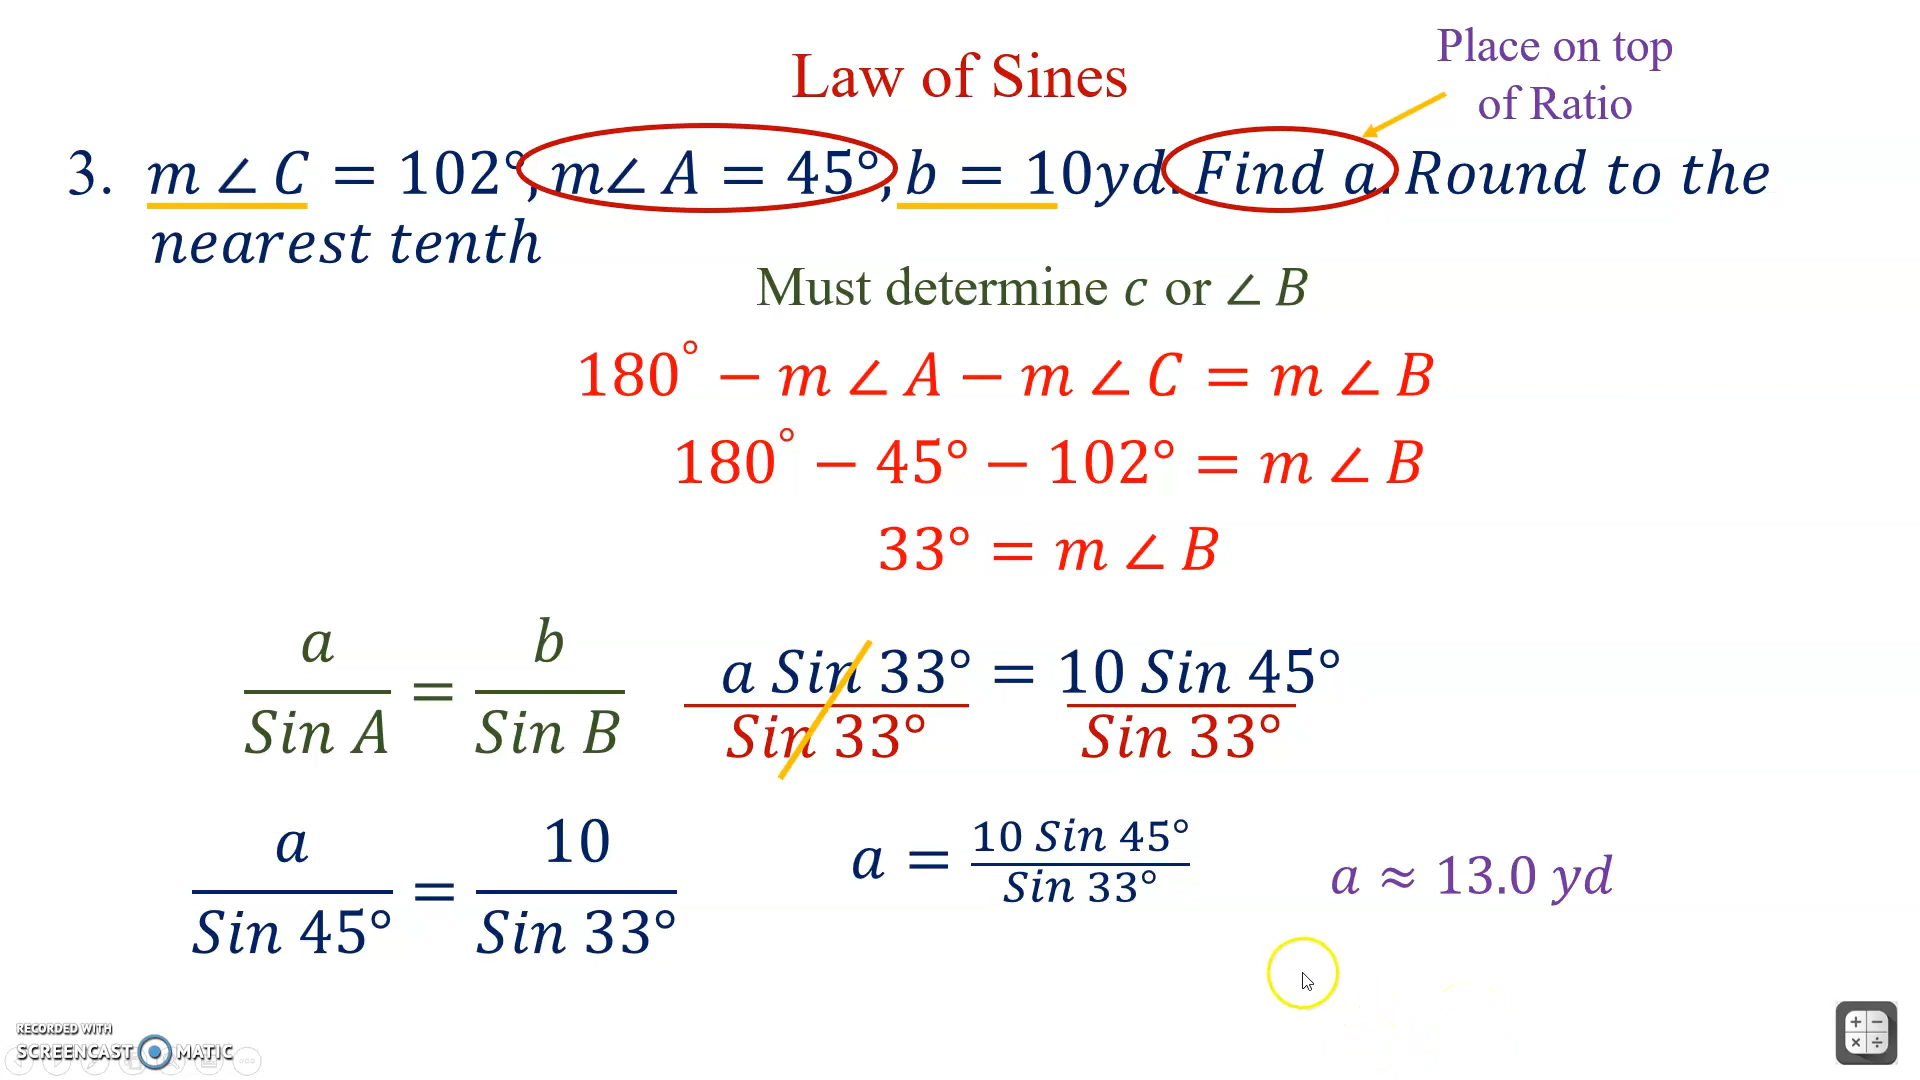 Place on top
of Ratio
Law of Sines
3. m∠C = 102°, m∠A = 45°, b = 10yd. Find a. Round to the
nearest tenth
Must determine c or ∠B
180° − m∠A − m∠C = m∠B
180° − 45° − 102° = m∠B
33° = m∠B
a/Sin A = b/Sin B
a Sin 33°/Sin 33° = 10 Sin 45°/Sin 33°
a/Sin 45° = 10/Sin 33°
a = 10 Sin 45°/Sin 33°
a ≈ 13.0 yd
RECORDED WITH
SCREENCAST MATIC